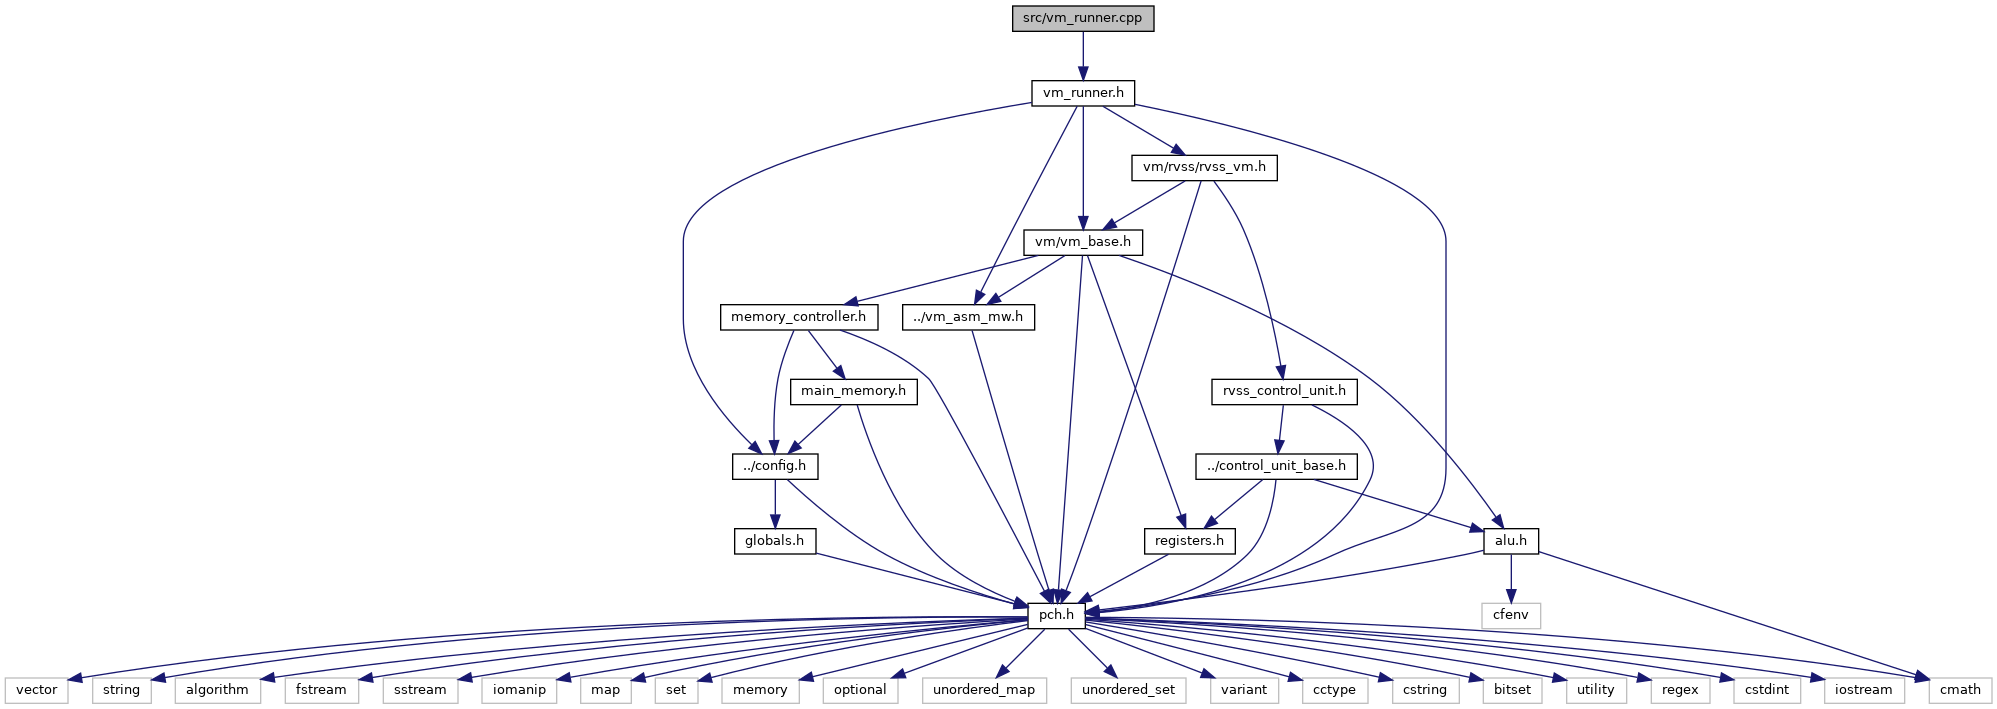 src/vm_runner.cpp
vm_runner.h
vm/rvss/rvss_vm.h
vm/vm_base.h
memory_controller.h
../vm_asm_mw.h
main_memory.h
rvss_control_unit.h
../config.h
../control_unit_base.h
globals.h
registers.h
alu.h
pch.h
cfenv
vector
string
algorithm
fstream
sstream
iomanip
map
set
memory
optional
unordered_map
unordered_set
variant
cctype
cstring
bitset
utility
regex
cstdint
iostream
cmath